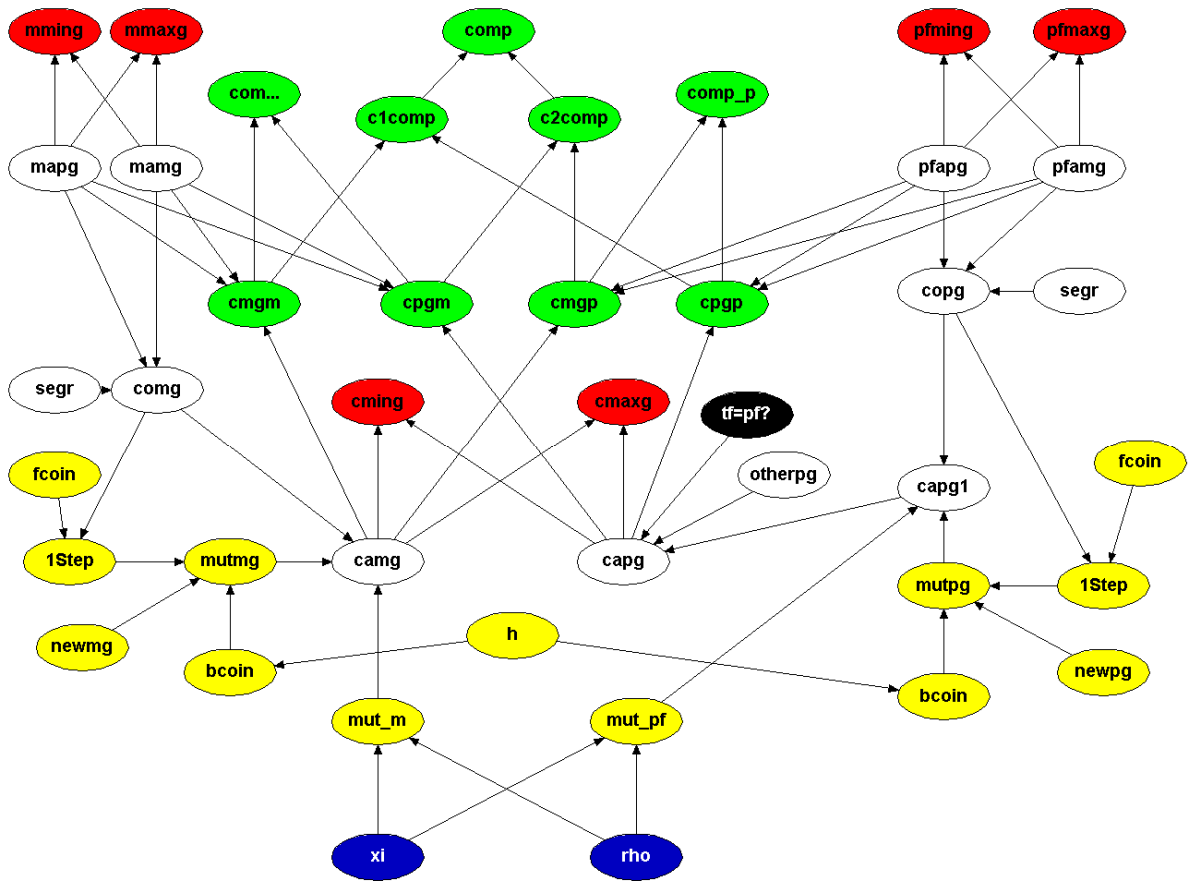 mming
mmaxg
comp
pfming
pfmaxg
com...
c1comp
c2comp
comp_p
mapg
mamg
pfapg
pfamg
cmgm
cpgm
cmgp
cpgp
copg
segr
segr
comg
cming
cmaxg
tf=pf?
fcoin
otherpg
capg1
fcoin
1Step
mutmg
camg
capg
mutpg
1Step
newmg
bcoin
h
bcoin
newpg
mut_m
mut_pf
xi
rho